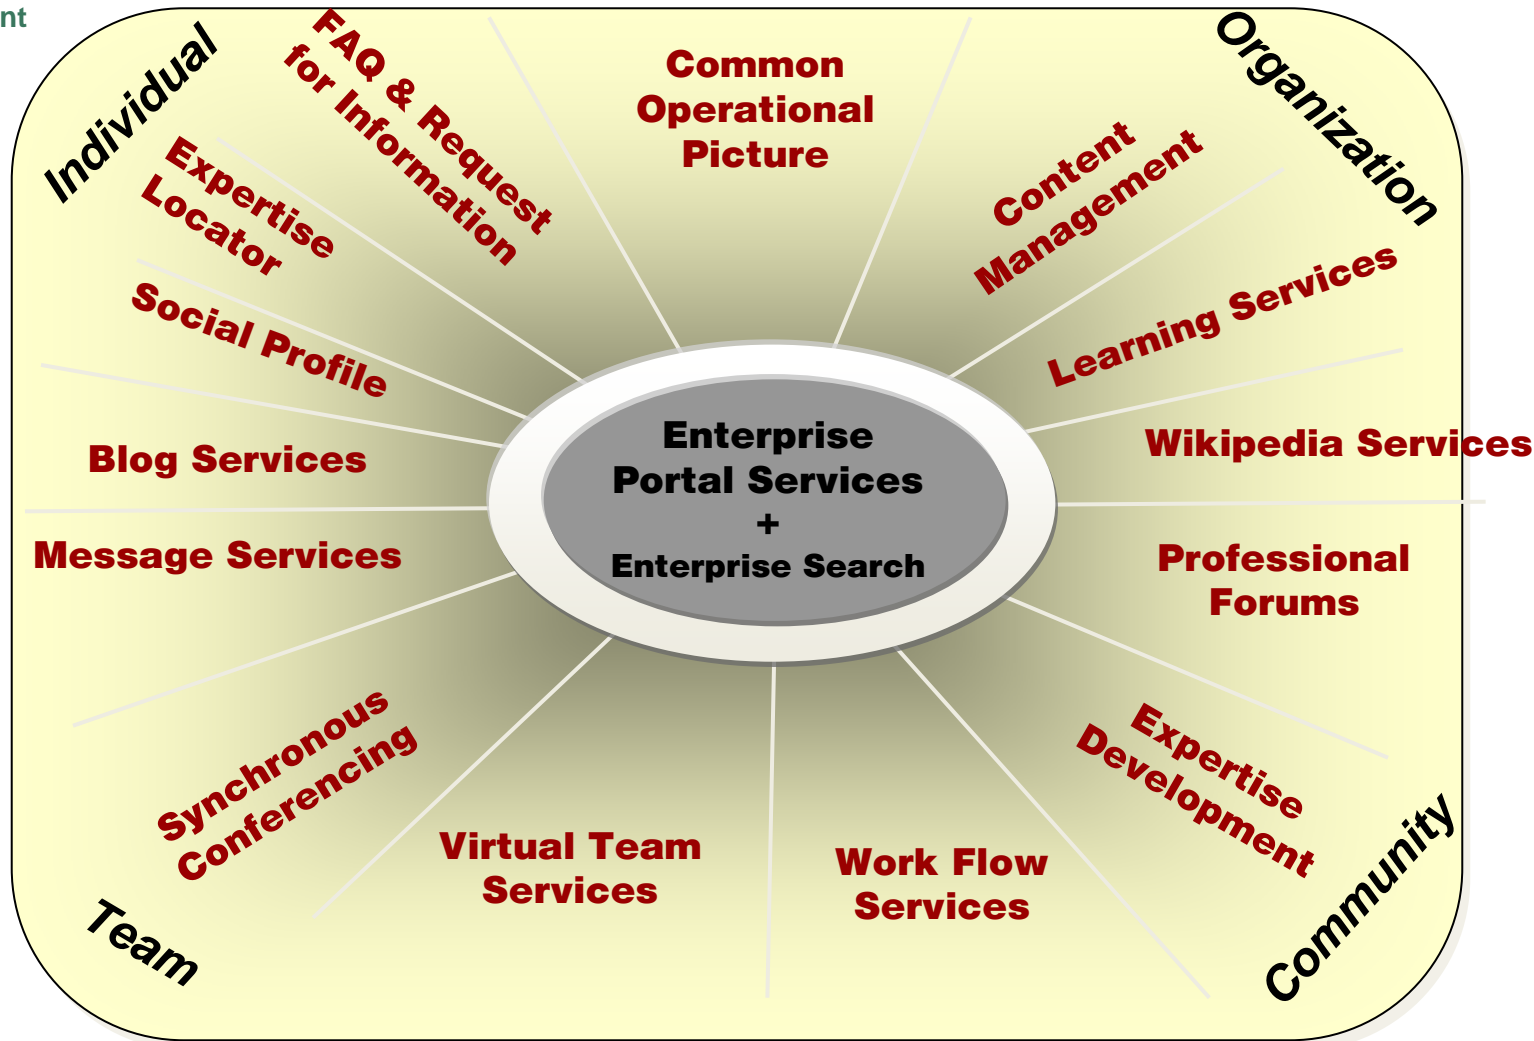 nt
Individual
FAQ & Request
for Information
Common
Operational
Picture
Organization
Content
Management
Expertise
Locator
Learning Services
Social Profile
Wikipedia Services
Blog Services
Enterprise
Portal Services
+
Enterprise Search
Message Services
Professional
Forums
Synchronous
Conferencing
Expertise
Development
Virtual Team
Services
Work Flow
Services
Team
Community